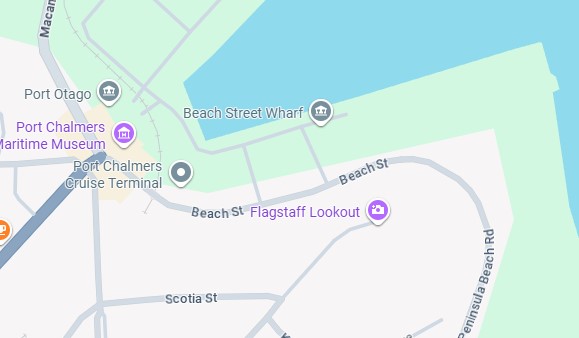 Macan
Port Otago
Beach Street Wharf
Port Chalmers
Maritime Museum
Port Chalmers
Cruise Terminal
Beach St
Beach St
Flagstaff Lookout
Peninsula Beach Rd
Scotia St